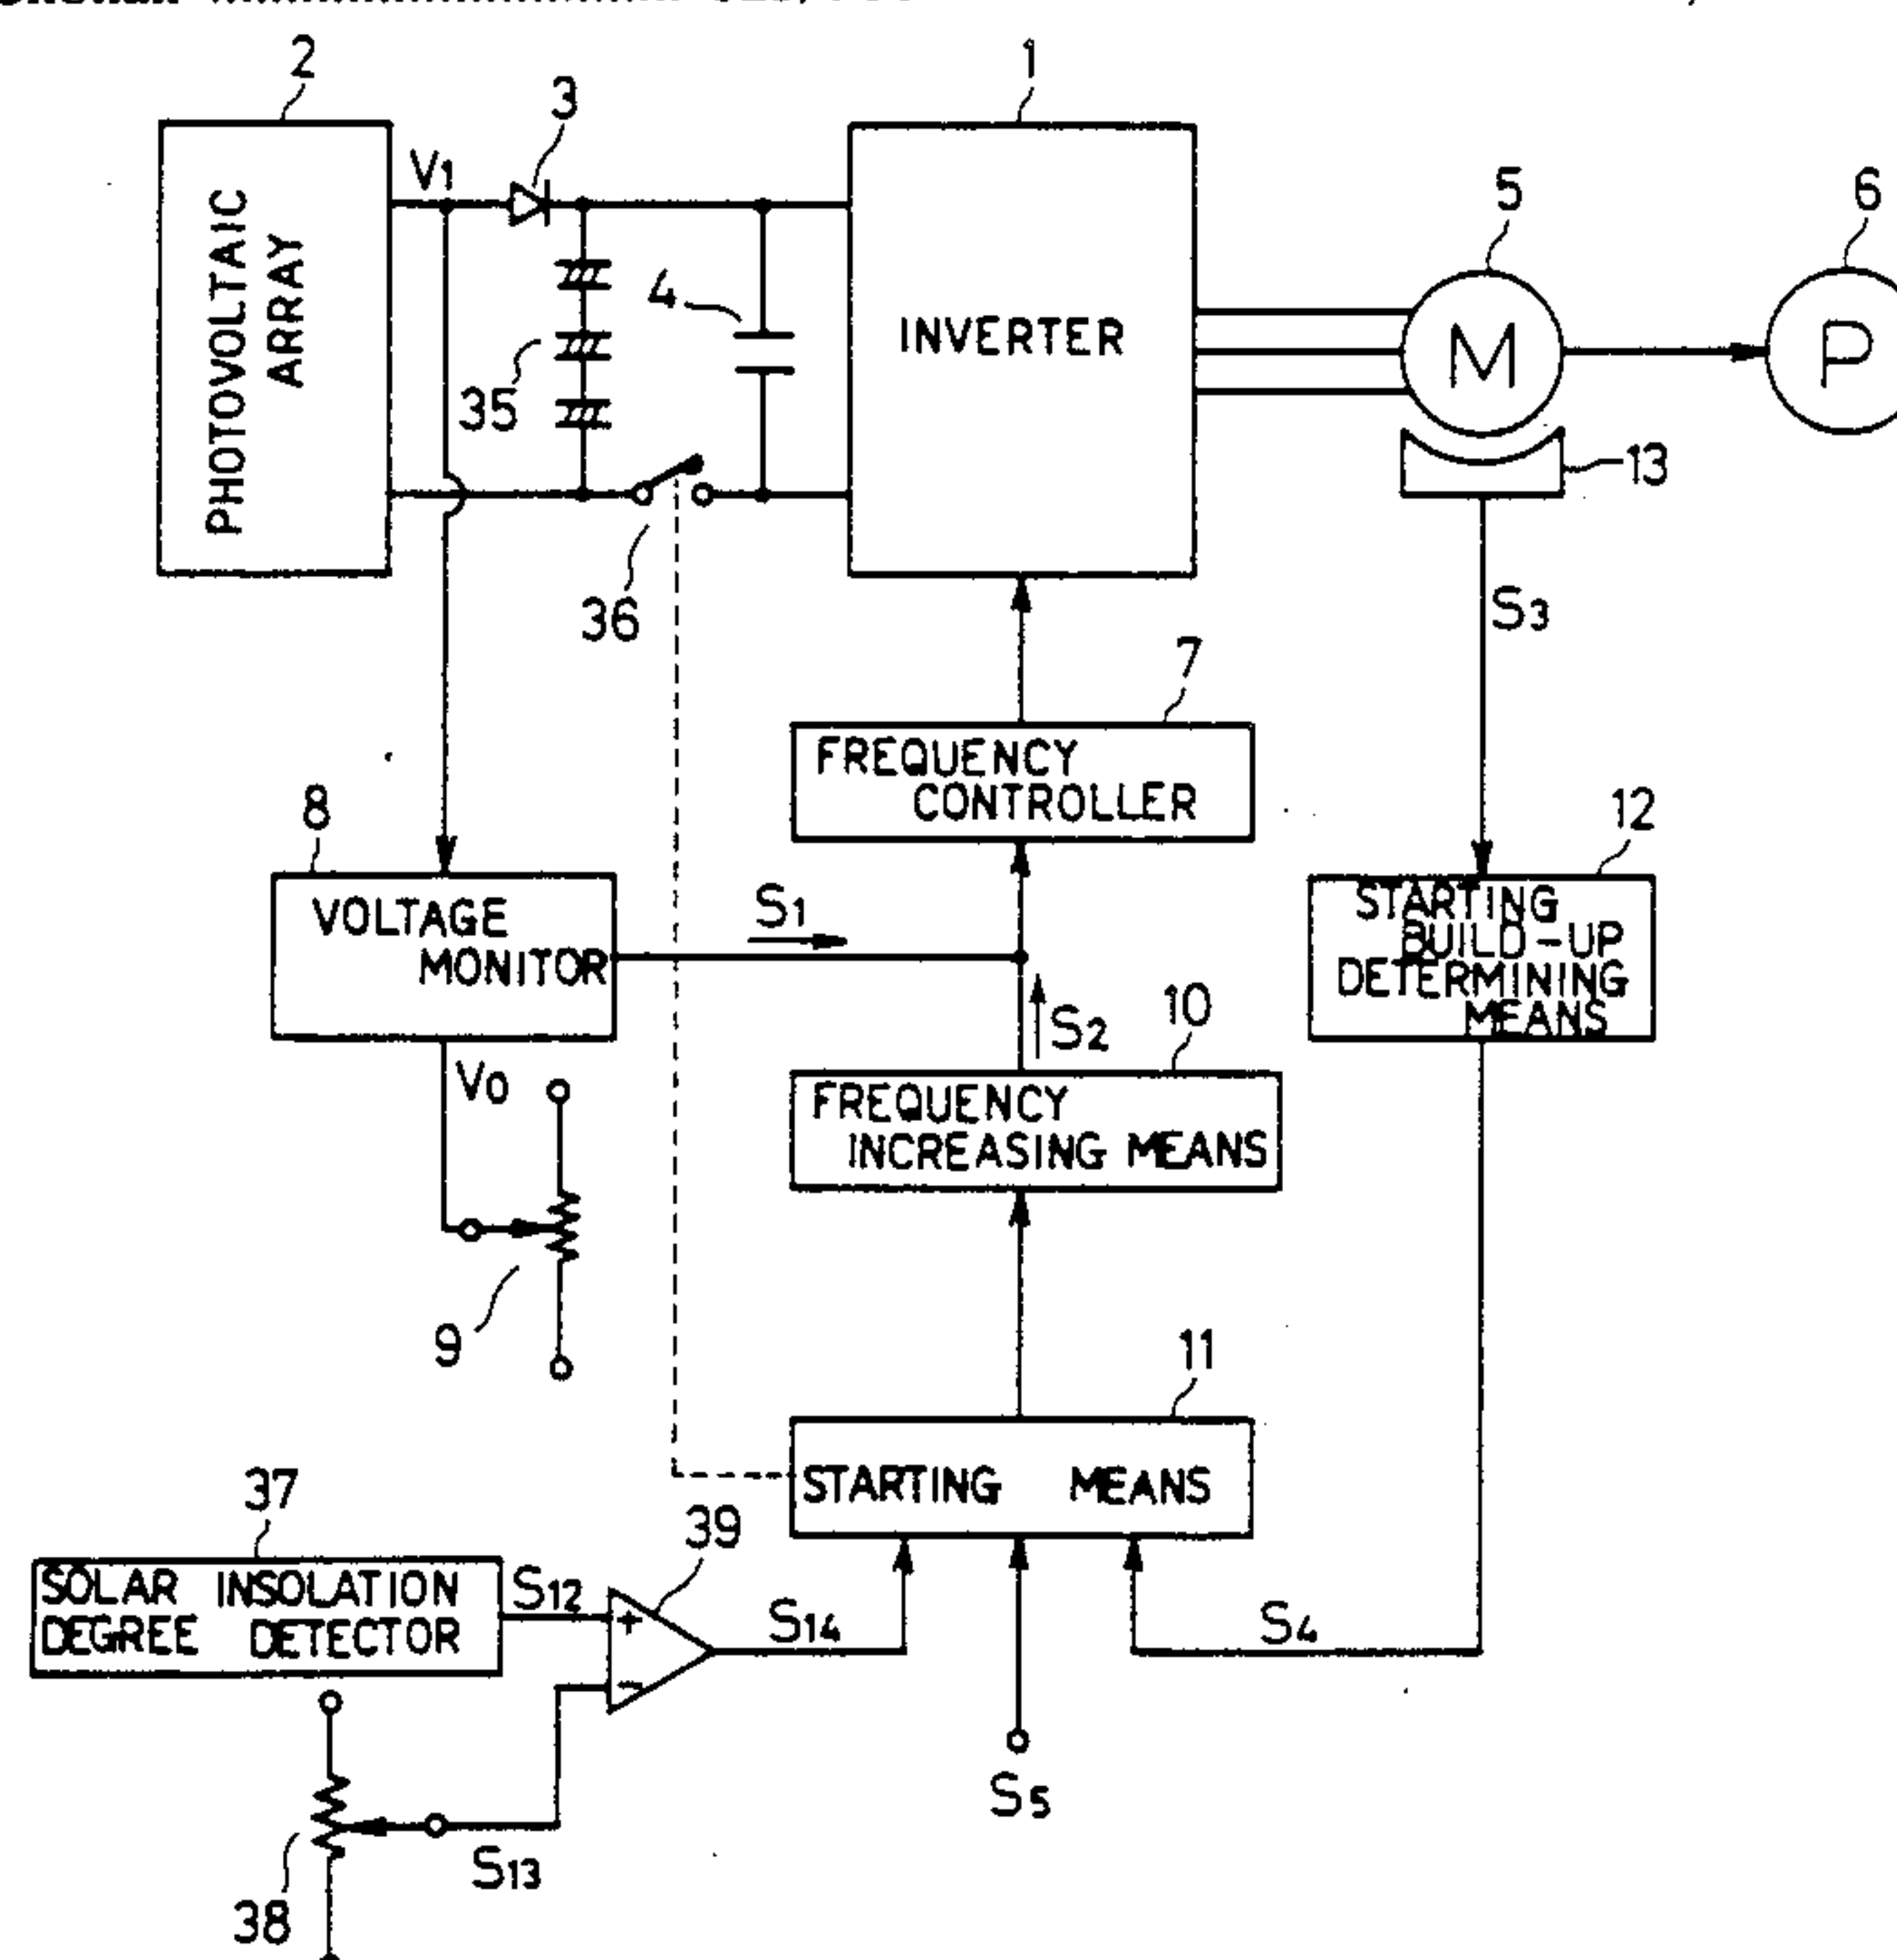 2
3
1
5
6
V1
PHOTOVOLTAIC
ARRAY
4
35
INVERTER
M
P
13
36
S3
7
FREQUENCY
CONTROLLER
8
12
VOLTAGE
MONITOR
S1
STARTING
BUILD-UP
DETERMINING
MEANS
10
S2
V0
FREQUENCY
INCREASING MEANS
9
11
STARTING MEANS
37
39
SOLAR INSOLATION
DEGREE DETECTOR
S12
+
-
S14
S4
S5
S13
38